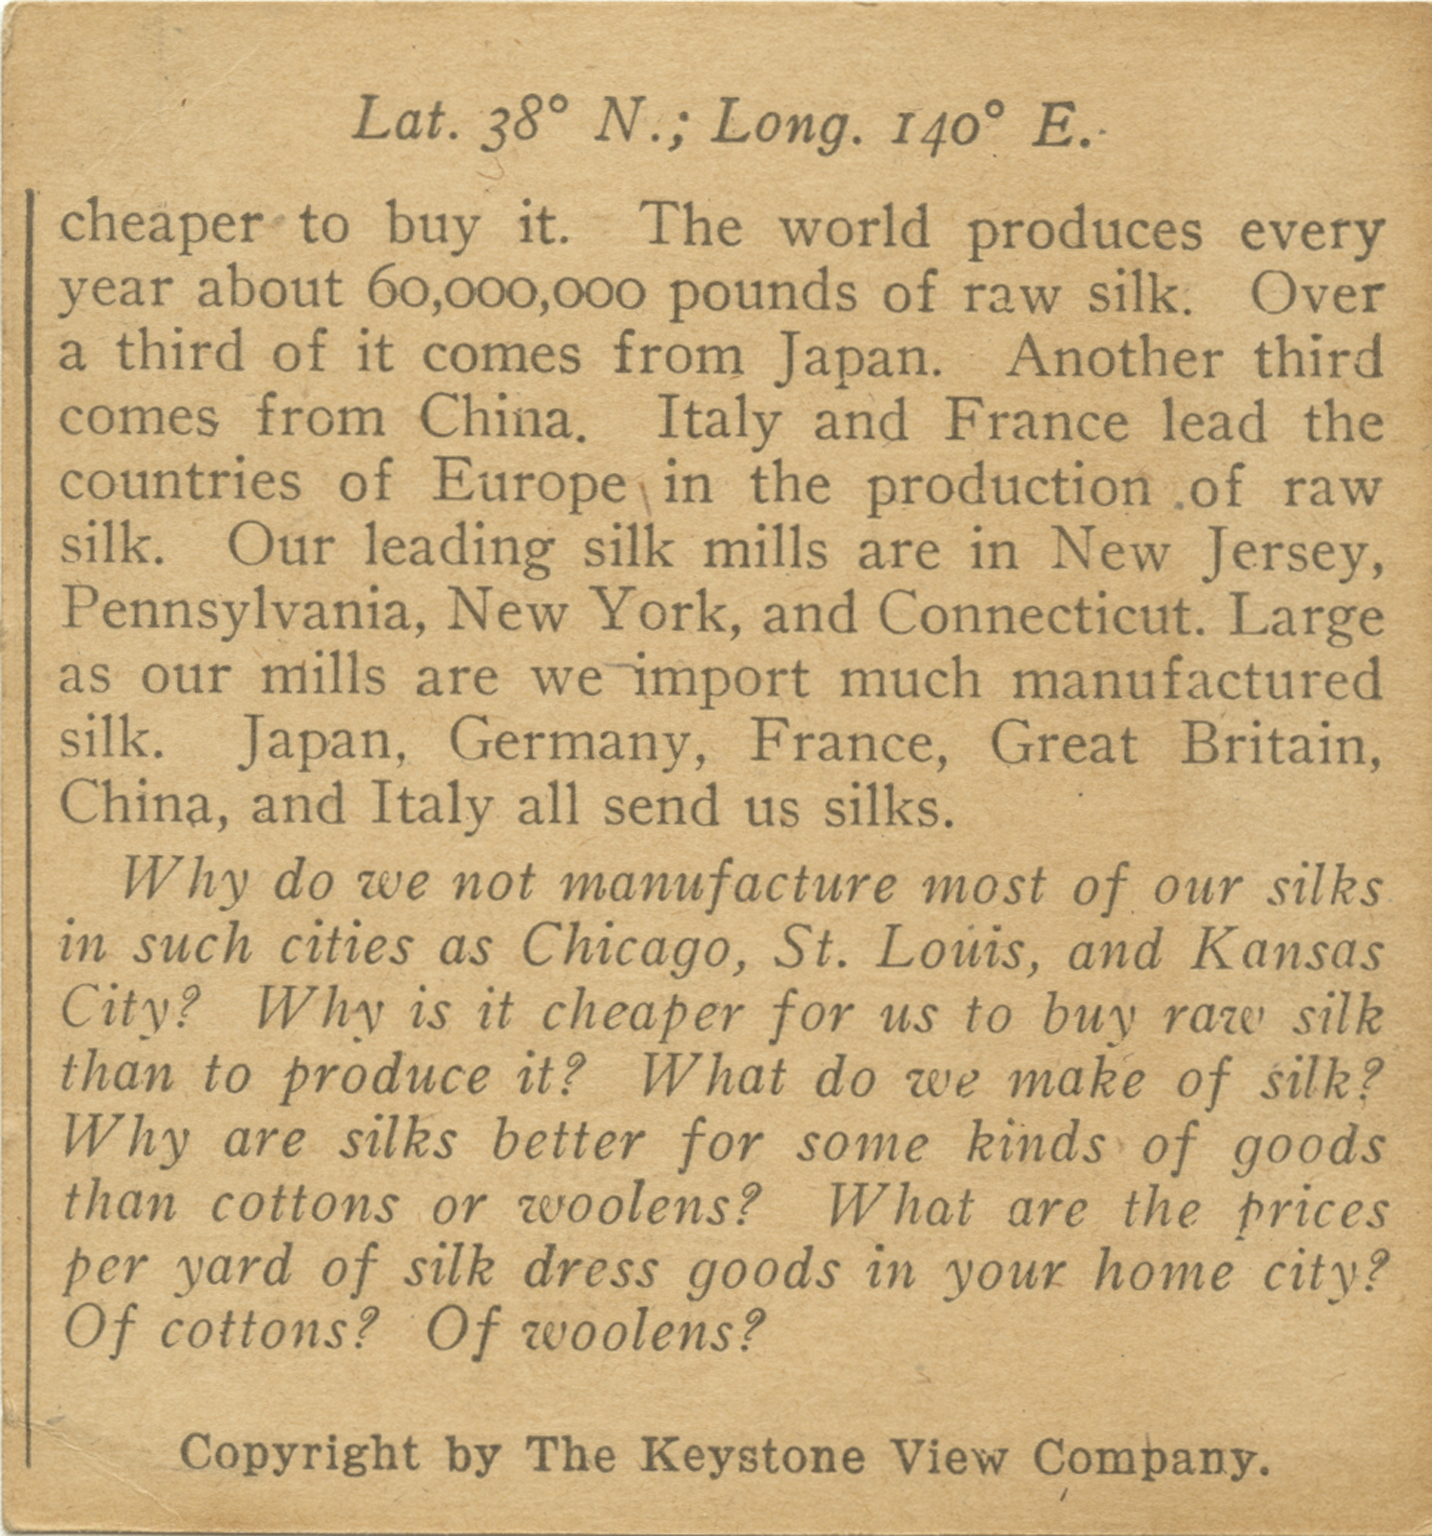 Lat. 38° N.; Long. 140° E.
cheaper to buy it. The world produces every
year about 60,000,000 pounds of raw silk. Over
a third of it comes from Japan. Another third
comes from China. Italy and France lead the
countries of Europe in the production of raw
silk. Our leading silk mills are in New Jersey,
Pennsylvania, New York, and Connecticut. Large
as our mills are we import much manufactured
silk. Japan, Germany, France, Great Britain,
China, and Italy all send us silks.
Why do we not manufacture most of our silks
in such cities as Chicago, St. Louis, and Kansas
City? Why is it cheaper for us to buy raw silk
than to produce it? What do we make of silk?
Why are silks better for some kinds of goods
than cottons or woolens? What are the prices
per yard of silk dress goods in your home city?
Of cottons? Of woolens?
Copyright by The Keystone View Company.